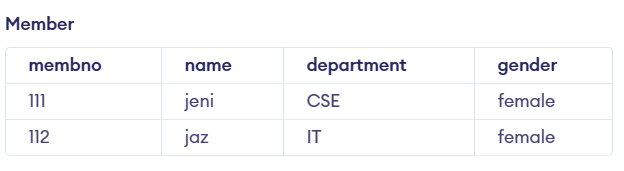 Member
membno name department gender
111 jeni CSE female
112 jaz IT female